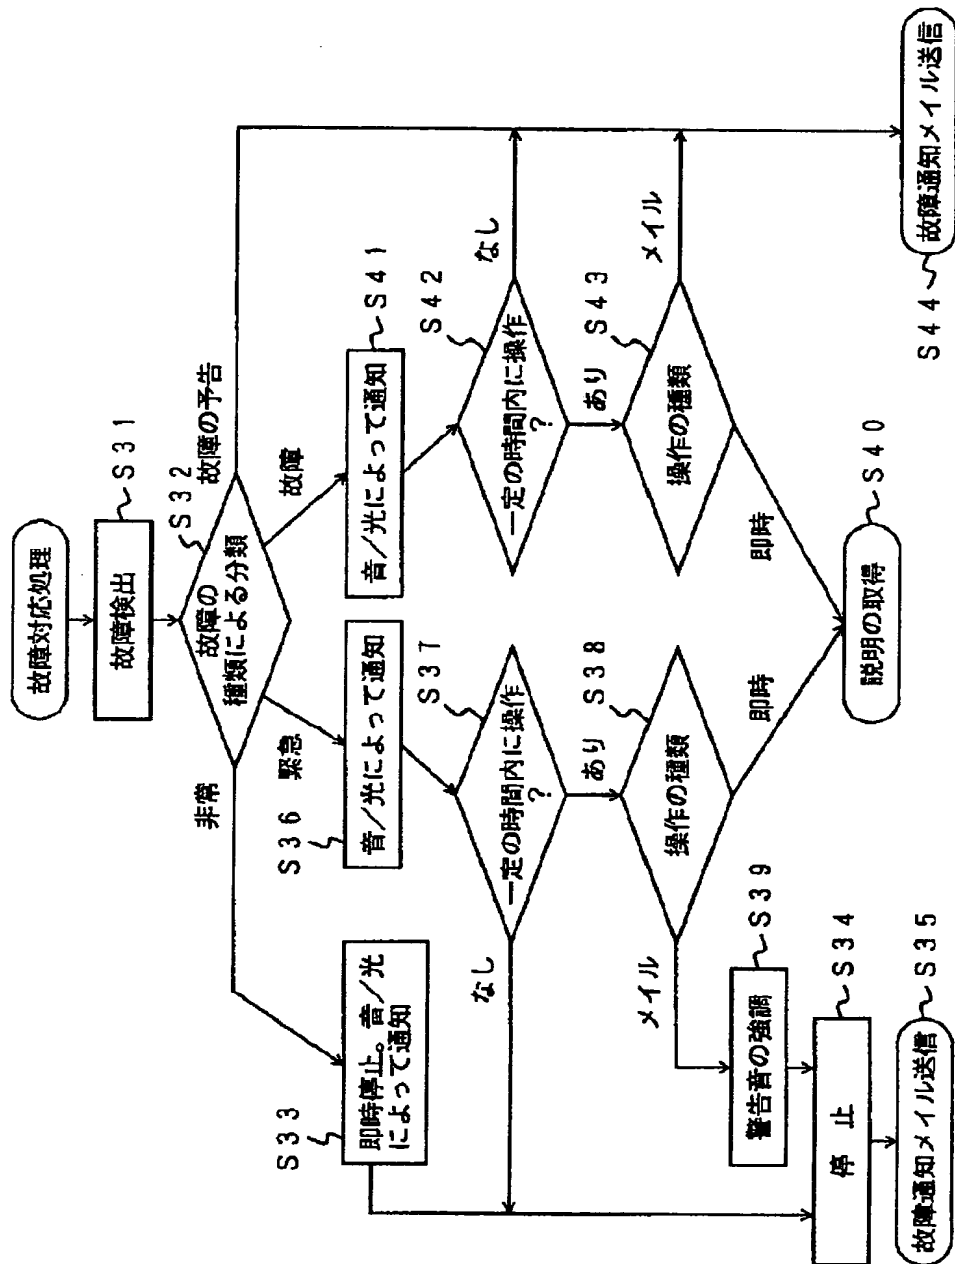 故障対応処理
故障検出
S31
故障の
種類による分類
S32
非常
緊急
故障
故障の予告
S33
即時停止。音／光
によって通知
S36
音／光によって通知
音／光によって通知
S41
一定の時間内に操作
?
S37
なし
あり
一定の時間内に操作
?
S42
なし
あり
操作の種類
S38
メイル
即時
操作の種類
S43
メイル
即時
警告音の強調
S39
停 止
S34
故障通知メイル送信
S35
説明の取得
S40
S44
故障通知メイル送信